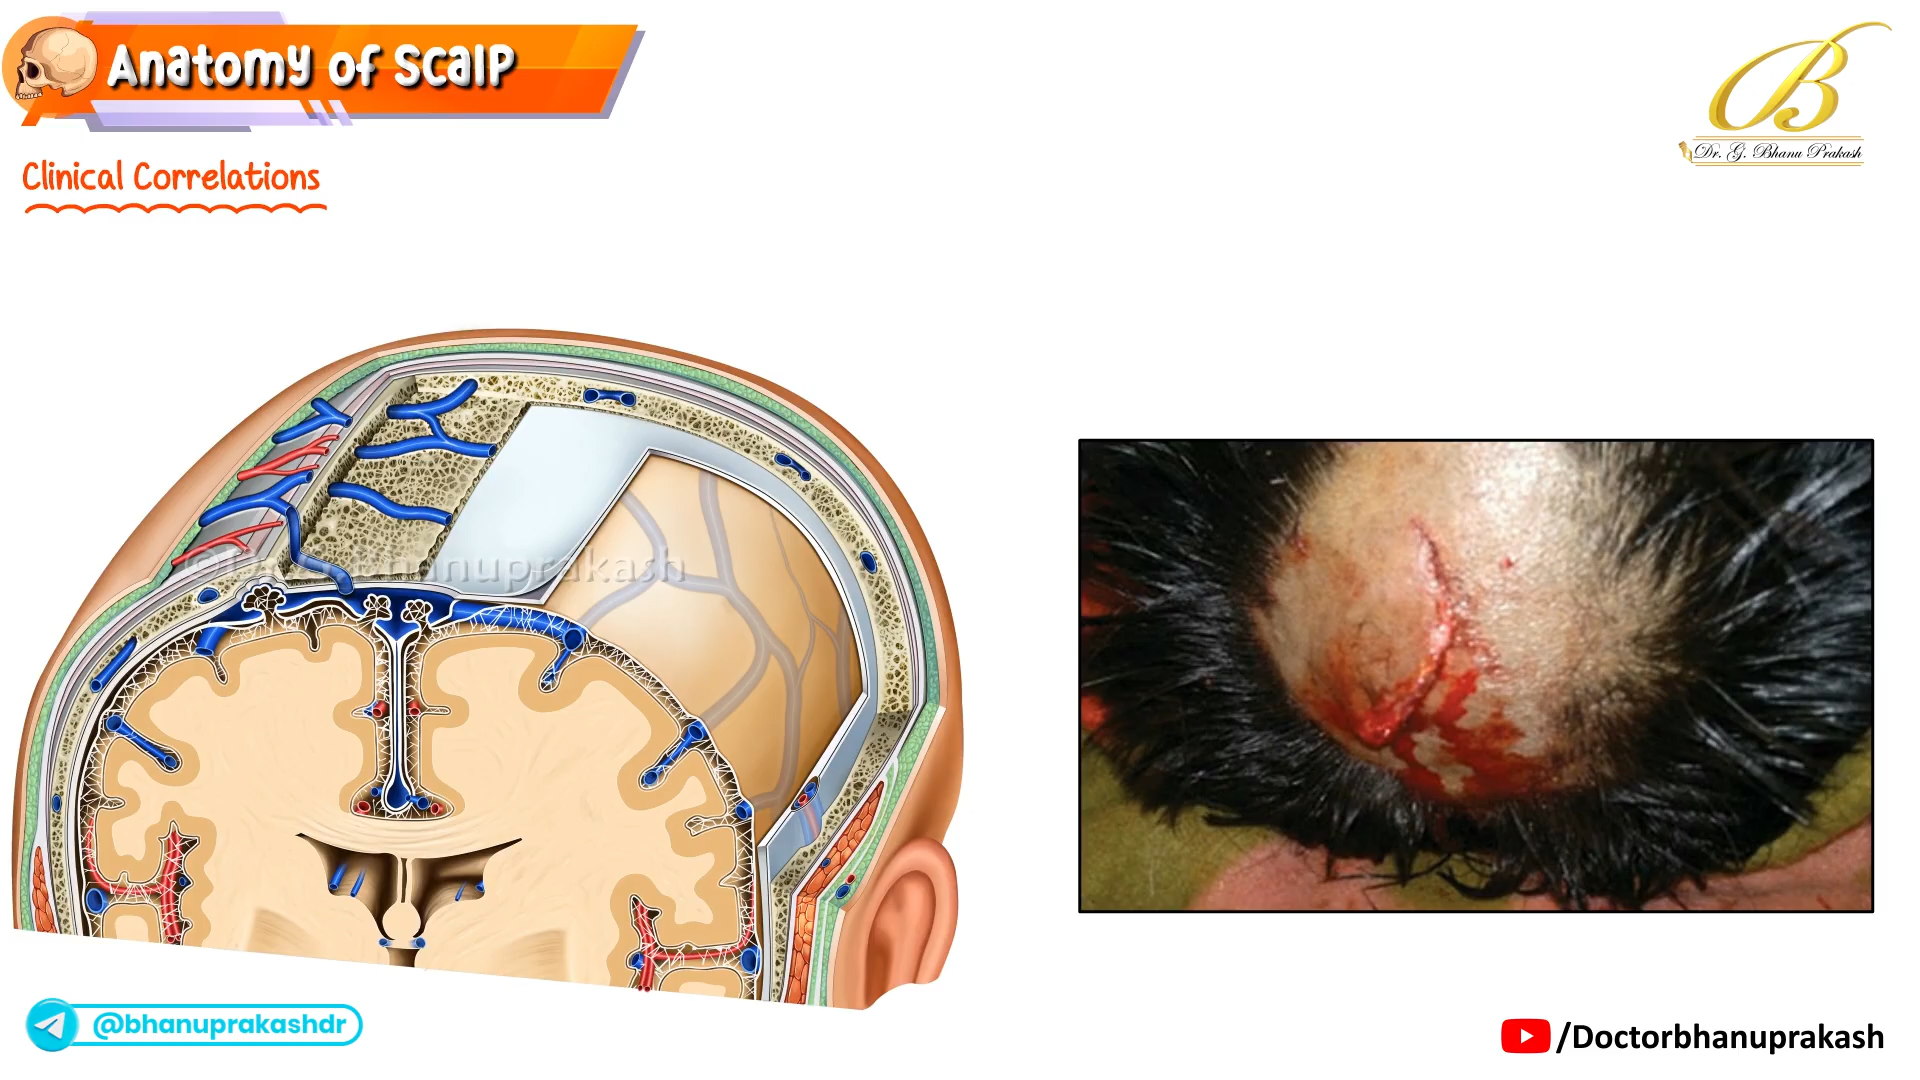 Anatomy of Scalp
Dr. G. Bhanu Prakash
Clinical Correlations
@bhanuprakashdr
/Doctorbhanuprakash